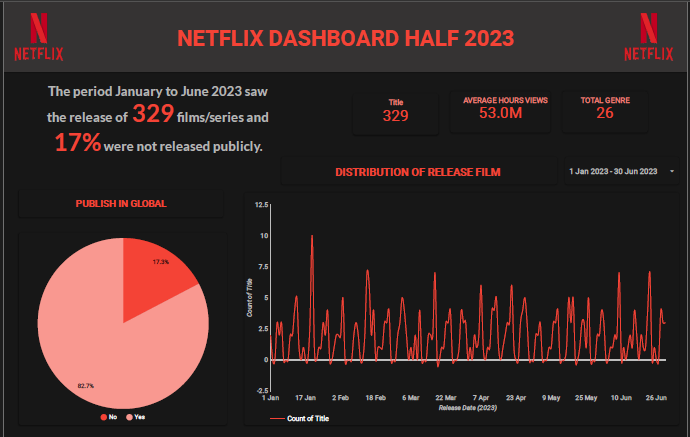 NETFLIX
NETFLIX DASHBOARD HALF 2023
NETFLIX
The period January to June 2023 saw
the release of 329 films/series and
17% were not released publicly.
Title
329
AVERAGE HOURS VIEWS
53.0M
TOTAL GENRE
26
DISTRIBUTION OF RELEASE FILM
1 Jan 2023 - 30 Jun 2023
PUBLISH IN GLOBAL
17.3%
82.7%
No Yes
Count of Title
12.5
10
7.5
5
2.5
0
-2.5
1 Jan 17 Jan 2 Feb 18 Feb 6 Mar 22 Mar 7 Apr 23 Apr 9 May 25 May 10 Jun 26 Jun
Release Date (2023)
Count of Title